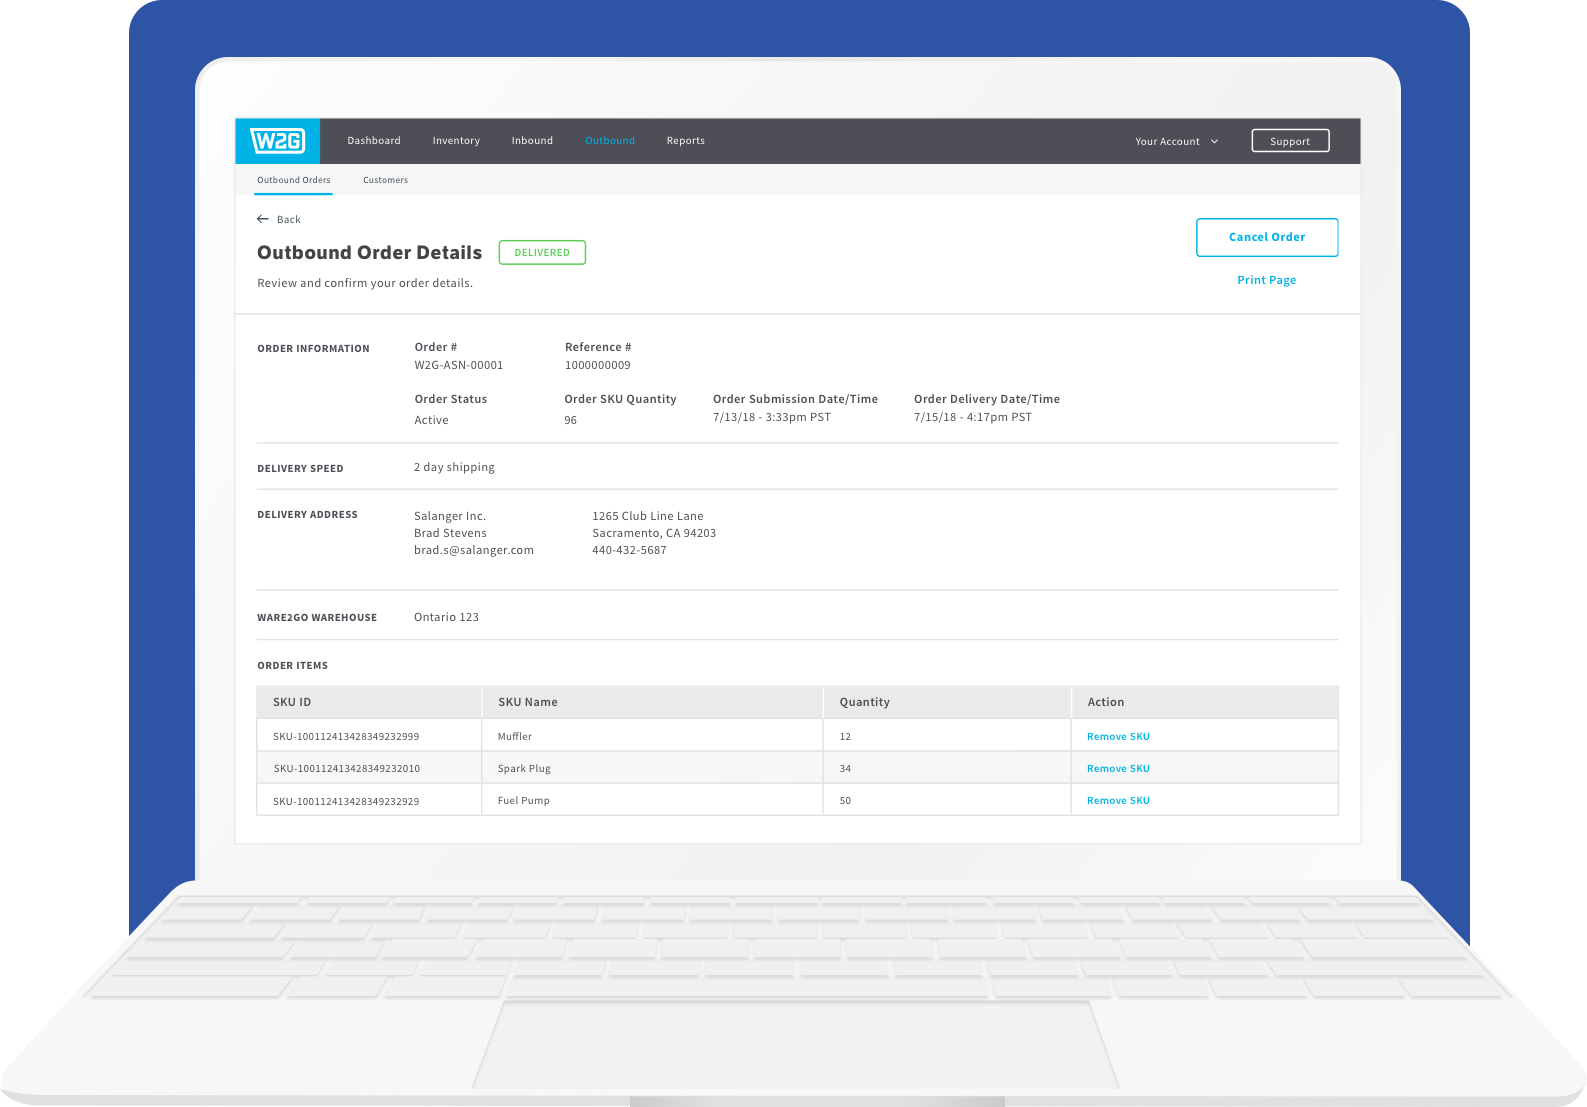 W2G Dashboard Inventory Inbound Outbound Reports Your Account Support
Outbound Orders Customers
Back
Outbound Order Details DELIVERED
Review and confirm your order details.
Cancel Order
Print Page
ORDER INFORMATION
Order # Reference #
W2G-ASN-00001 1000000009
Order Status Order SKU Quantity Order Submission Date/Time Order Delivery Date/Time
Active 96 7/13/18 - 3:33pm PST 7/15/18 - 4:17pm PST
DELIVERY SPEED 2 day shipping
DELIVERY ADDRESS Salanger Inc. 1265 Club Line Lane
Brad Stevens Sacramento, CA 94203
brad.s@salanger.com 440-432-5687
WARE2GO WAREHOUSE Ontario 123
ORDER ITEMS
SKU ID SKU Name Quantity Action
SKU-100112413428349232999 Muffler 12 Remove SKU
SKU-100112413428349232010 Spark Plug 34 Remove SKU
SKU-100112413428349232929 Fuel Pump 50 Remove SKU